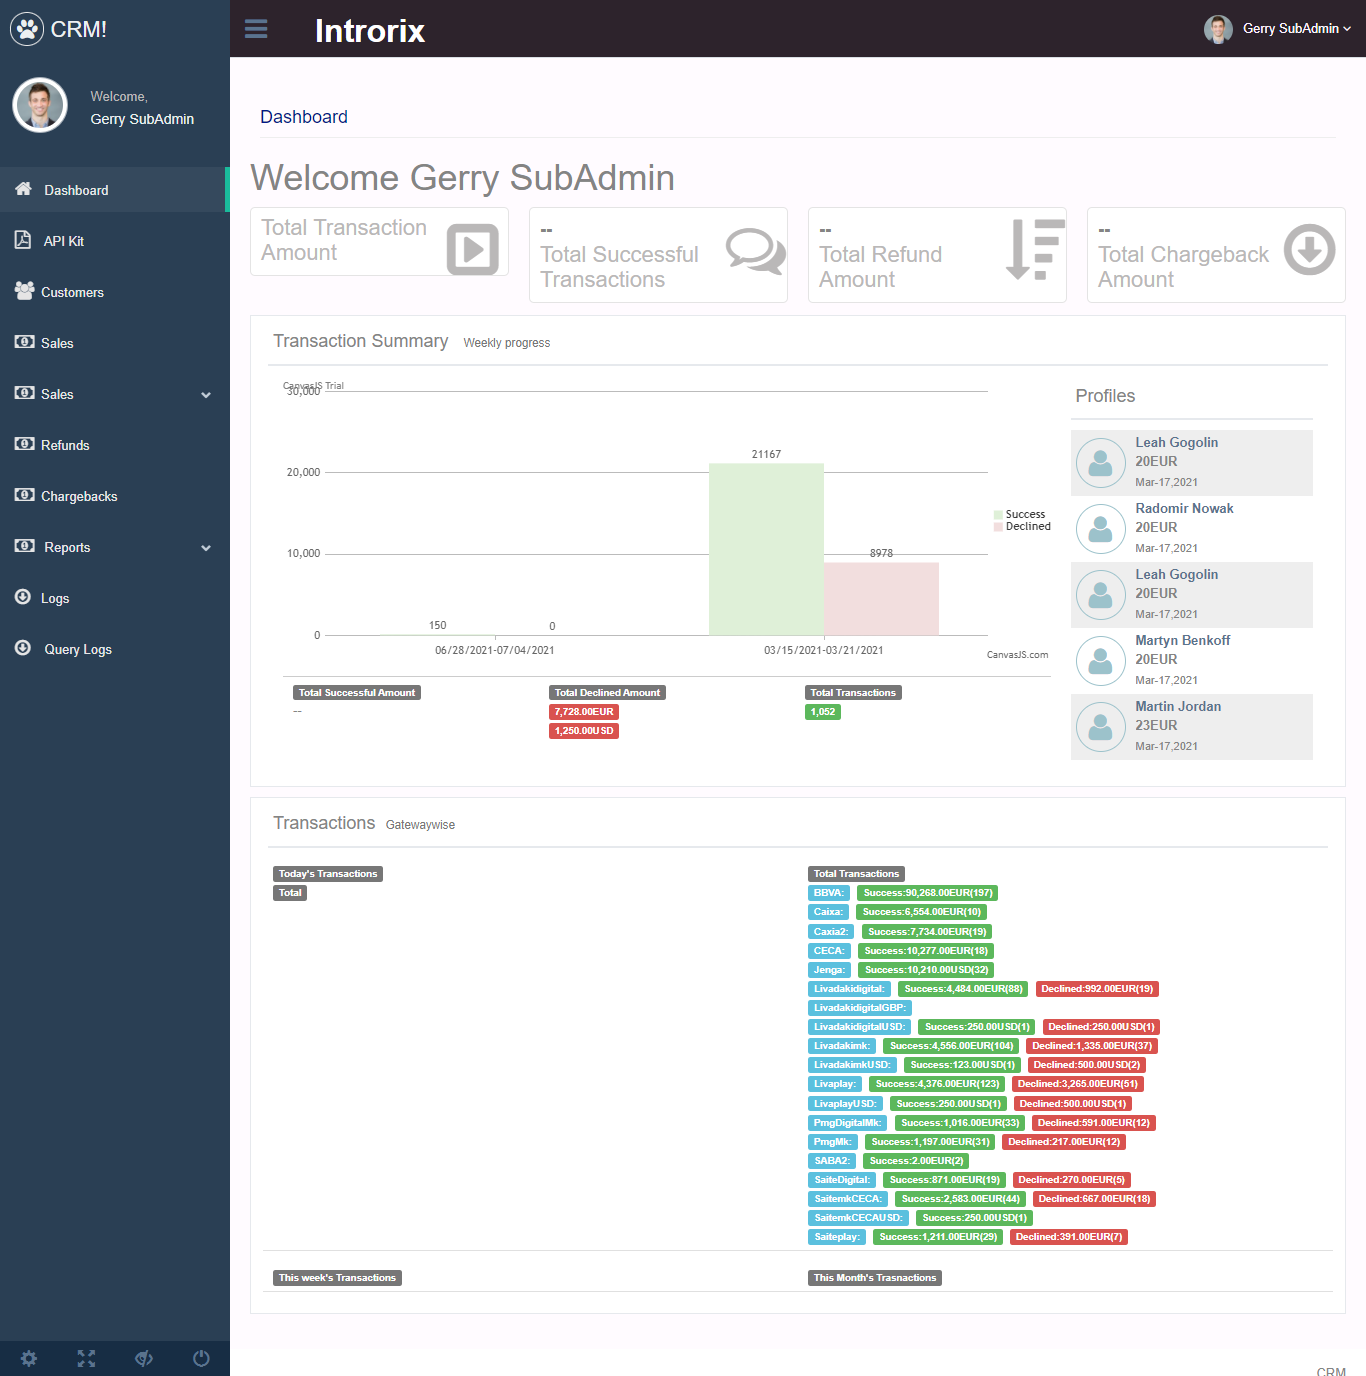 CRM!
Introrix
Gerry SubAdmin
Welcome,
Gerry SubAdmin
Dashboard
API Kit
Customers
Sales
Sales
Refunds
Chargebacks
Reports
Logs
Query Logs
Dashboard
Welcome Gerry SubAdmin
Total Transaction
Amount
--
Total Successful
Transactions
--
Total Refund
Amount
--
Total Chargeback
Amount
Transaction Summary Weekly progress
CanvasJS Trial
30,000
20,000
10,000
0
150
0
21167
8978
06/28/2021-07/04/2021
03/15/2021-03/21/2021
Success
Declined
CanvasJS.com
Total Successful Amount
--
Total Declined Amount
7,728.00EUR
1,250.00USD
Total Transactions
1,052
Profiles
Leah Gogolin
20EUR
Mar-17,2021
Radomir Nowak
20EUR
Mar-17,2021
Leah Gogolin
20EUR
Mar-17,2021
Martyn Benkoff
20EUR
Mar-17,2021
Martin Jordan
23EUR
Mar-17,2021
Transactions Gatewaywise
Today's Transactions
Total
Total Transactions
BBVA: Success:90,268.00EUR(197)
Caixa: Success:6,554.00EUR(10)
Caxia2: Success:7,734.00EUR(19)
CECA: Success:10,277.00EUR(18)
Jenga: Success:10,210.00USD(32)
Livadakidigital: Success:4,484.00EUR(88) Declined:992.00EUR(19)
LivadakidigitalGBP:
LivadakidigitalUSD: Success:250.00USD(1) Declined:250.00USD(1)
Livadakimk: Success:4,556.00EUR(104) Declined:1,335.00EUR(37)
LivadakimkUSD: Success:123.00USD(1) Declined:500.00USD(2)
Livaplay: Success:4,376.00EUR(123) Declined:3,265.00EUR(51)
LivaplayUSD: Success:250.00USD(1) Declined:500.00USD(1)
PmgDigitalMk: Success:1,016.00EUR(33) Declined:591.00EUR(12)
PmgMk: Success:1,197.00EUR(31) Declined:217.00EUR(12)
SABA2: Success:2.00EUR(2)
SaiteDigital: Success:871.00EUR(19) Declined:270.00EUR(5)
SaitemkCECA: Success:2,583.00EUR(44) Declined:667.00EUR(18)
SaitemkCECAUSD: Success:250.00USD(1)
Saiteplay: Success:1,211.00EUR(29) Declined:391.00EUR(7)
This week's Transactions
This Month's Trasnactions
CRM